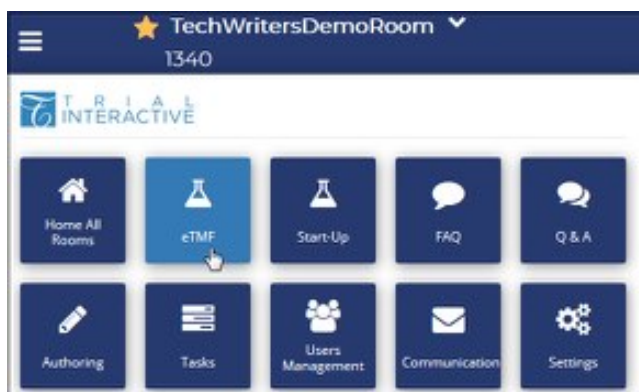 TechWritersDemoRoom
1340
TRIAL
INTERACTIVE
Home All
Rooms
eTMF
Start-Up
FAQ
Q & A
Authoring
Tasks
Users
Management
Communication
Settings